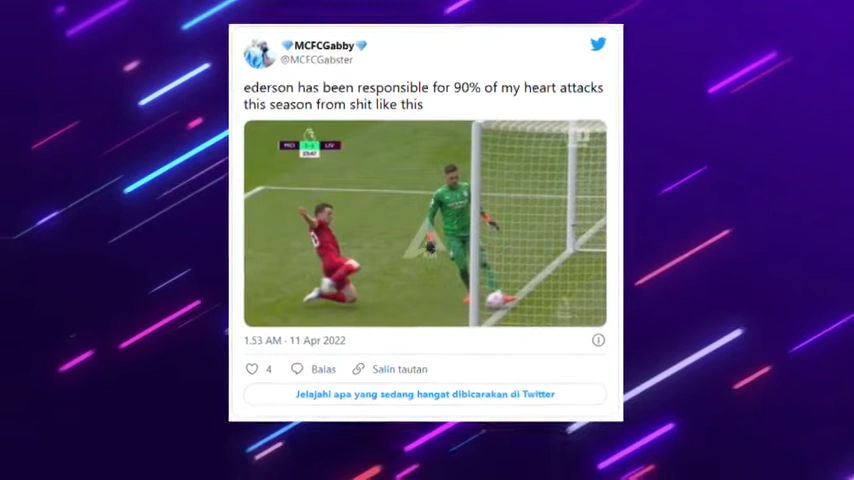 💎MCFCGabby💎
@MCFCGabster
ederson has been responsible for 90% of my heart attacks
this season from shit like this
MCI 1-1 LIV
1.53 AM · 11 Apr 2022
4 Balas Salin tautan
Jelajahi apa yang sedang hangat dibicarakan di Twitter